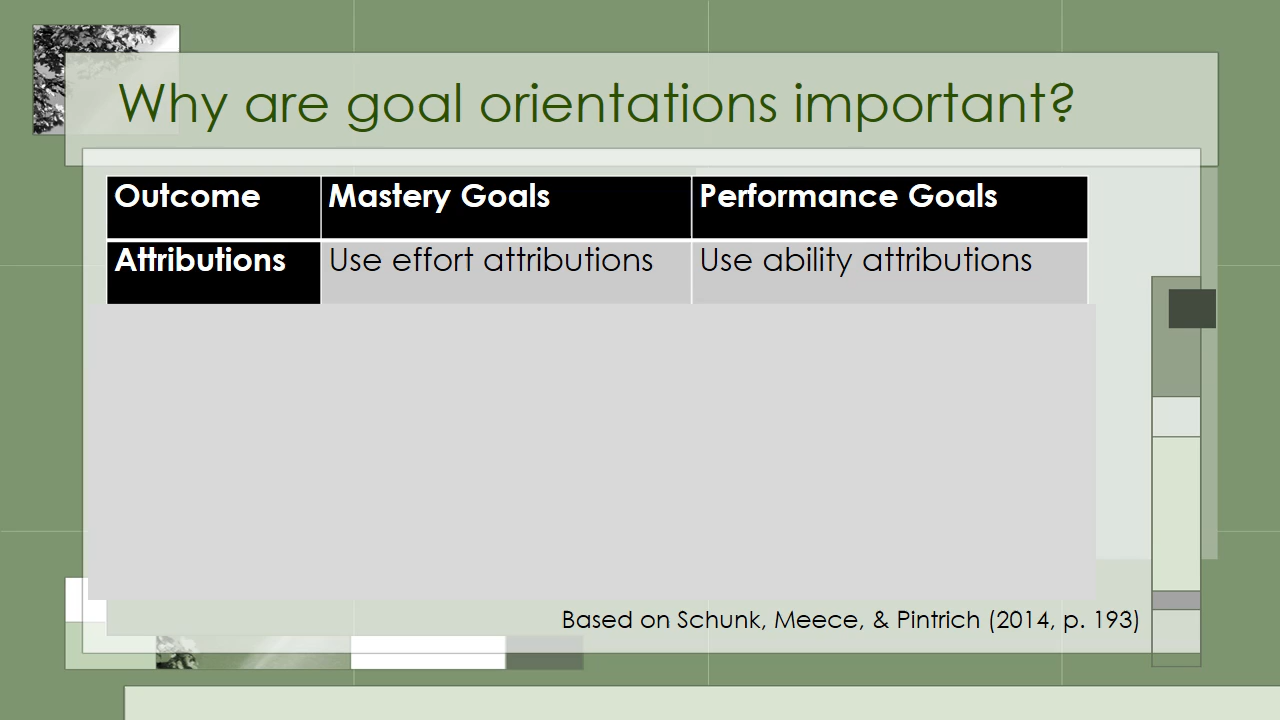 Why are goal orientations important?
Outcome Mastery Goals Performance Goals
Attributions Use effort attributions Use ability attributions
Based on Schunk, Meece, & Pintrich (2014, p. 193)